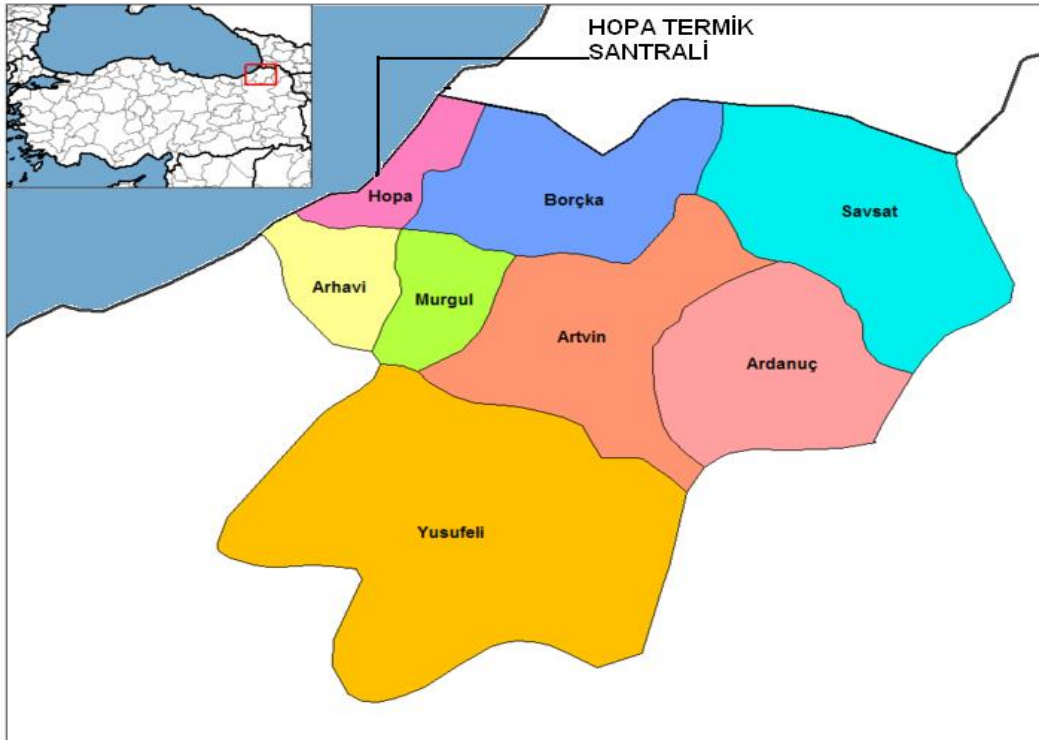 HOPA TERMİK
SANTRALİ
Hopa
Borçka
Savsat
Arhavi
Murgul
Artvin
Ardanuç
Yusufeli